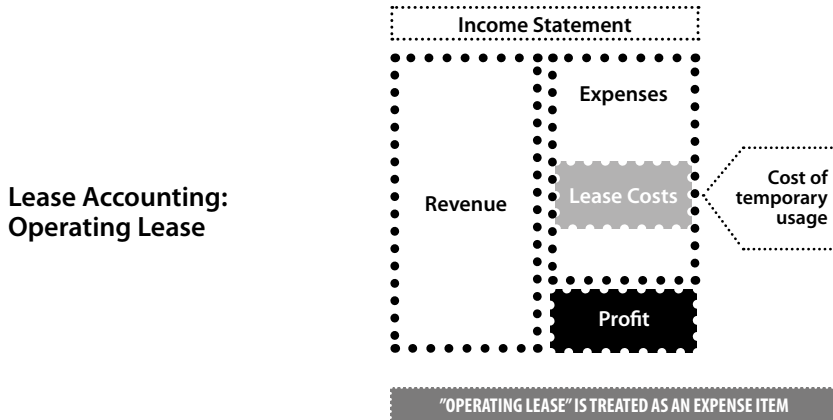 Income Statement
Expenses
Lease Accounting:
Operating Lease
Revenue
Lease Costs
Cost of
temporary
usage
Profit
"OPERATING LEASE" IS TREATED AS AN EXPENSE ITEM